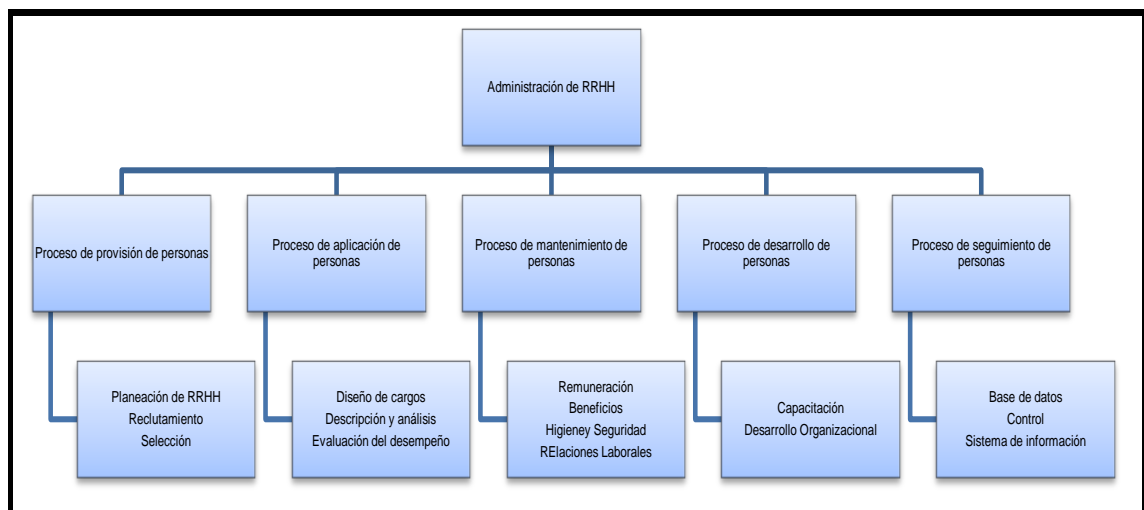 Administración de RRHH
Proceso de provisión de personas
Proceso de aplicación de
personas
Proceso de mantenimiento de
personas
Proceso de desarrollo de
personas
Proceso de seguimiento de
personas
Planeación de RRHH
Reclutamiento
Selección
Diseño de cargos
Descripción y análisis
Evaluación del desempeño
Remuneración
Beneficios
Higieney Seguridad
RElaciones Laborales
Capacitación
Desarrollo Organizacional
Base de datos
Control
Sistema de información